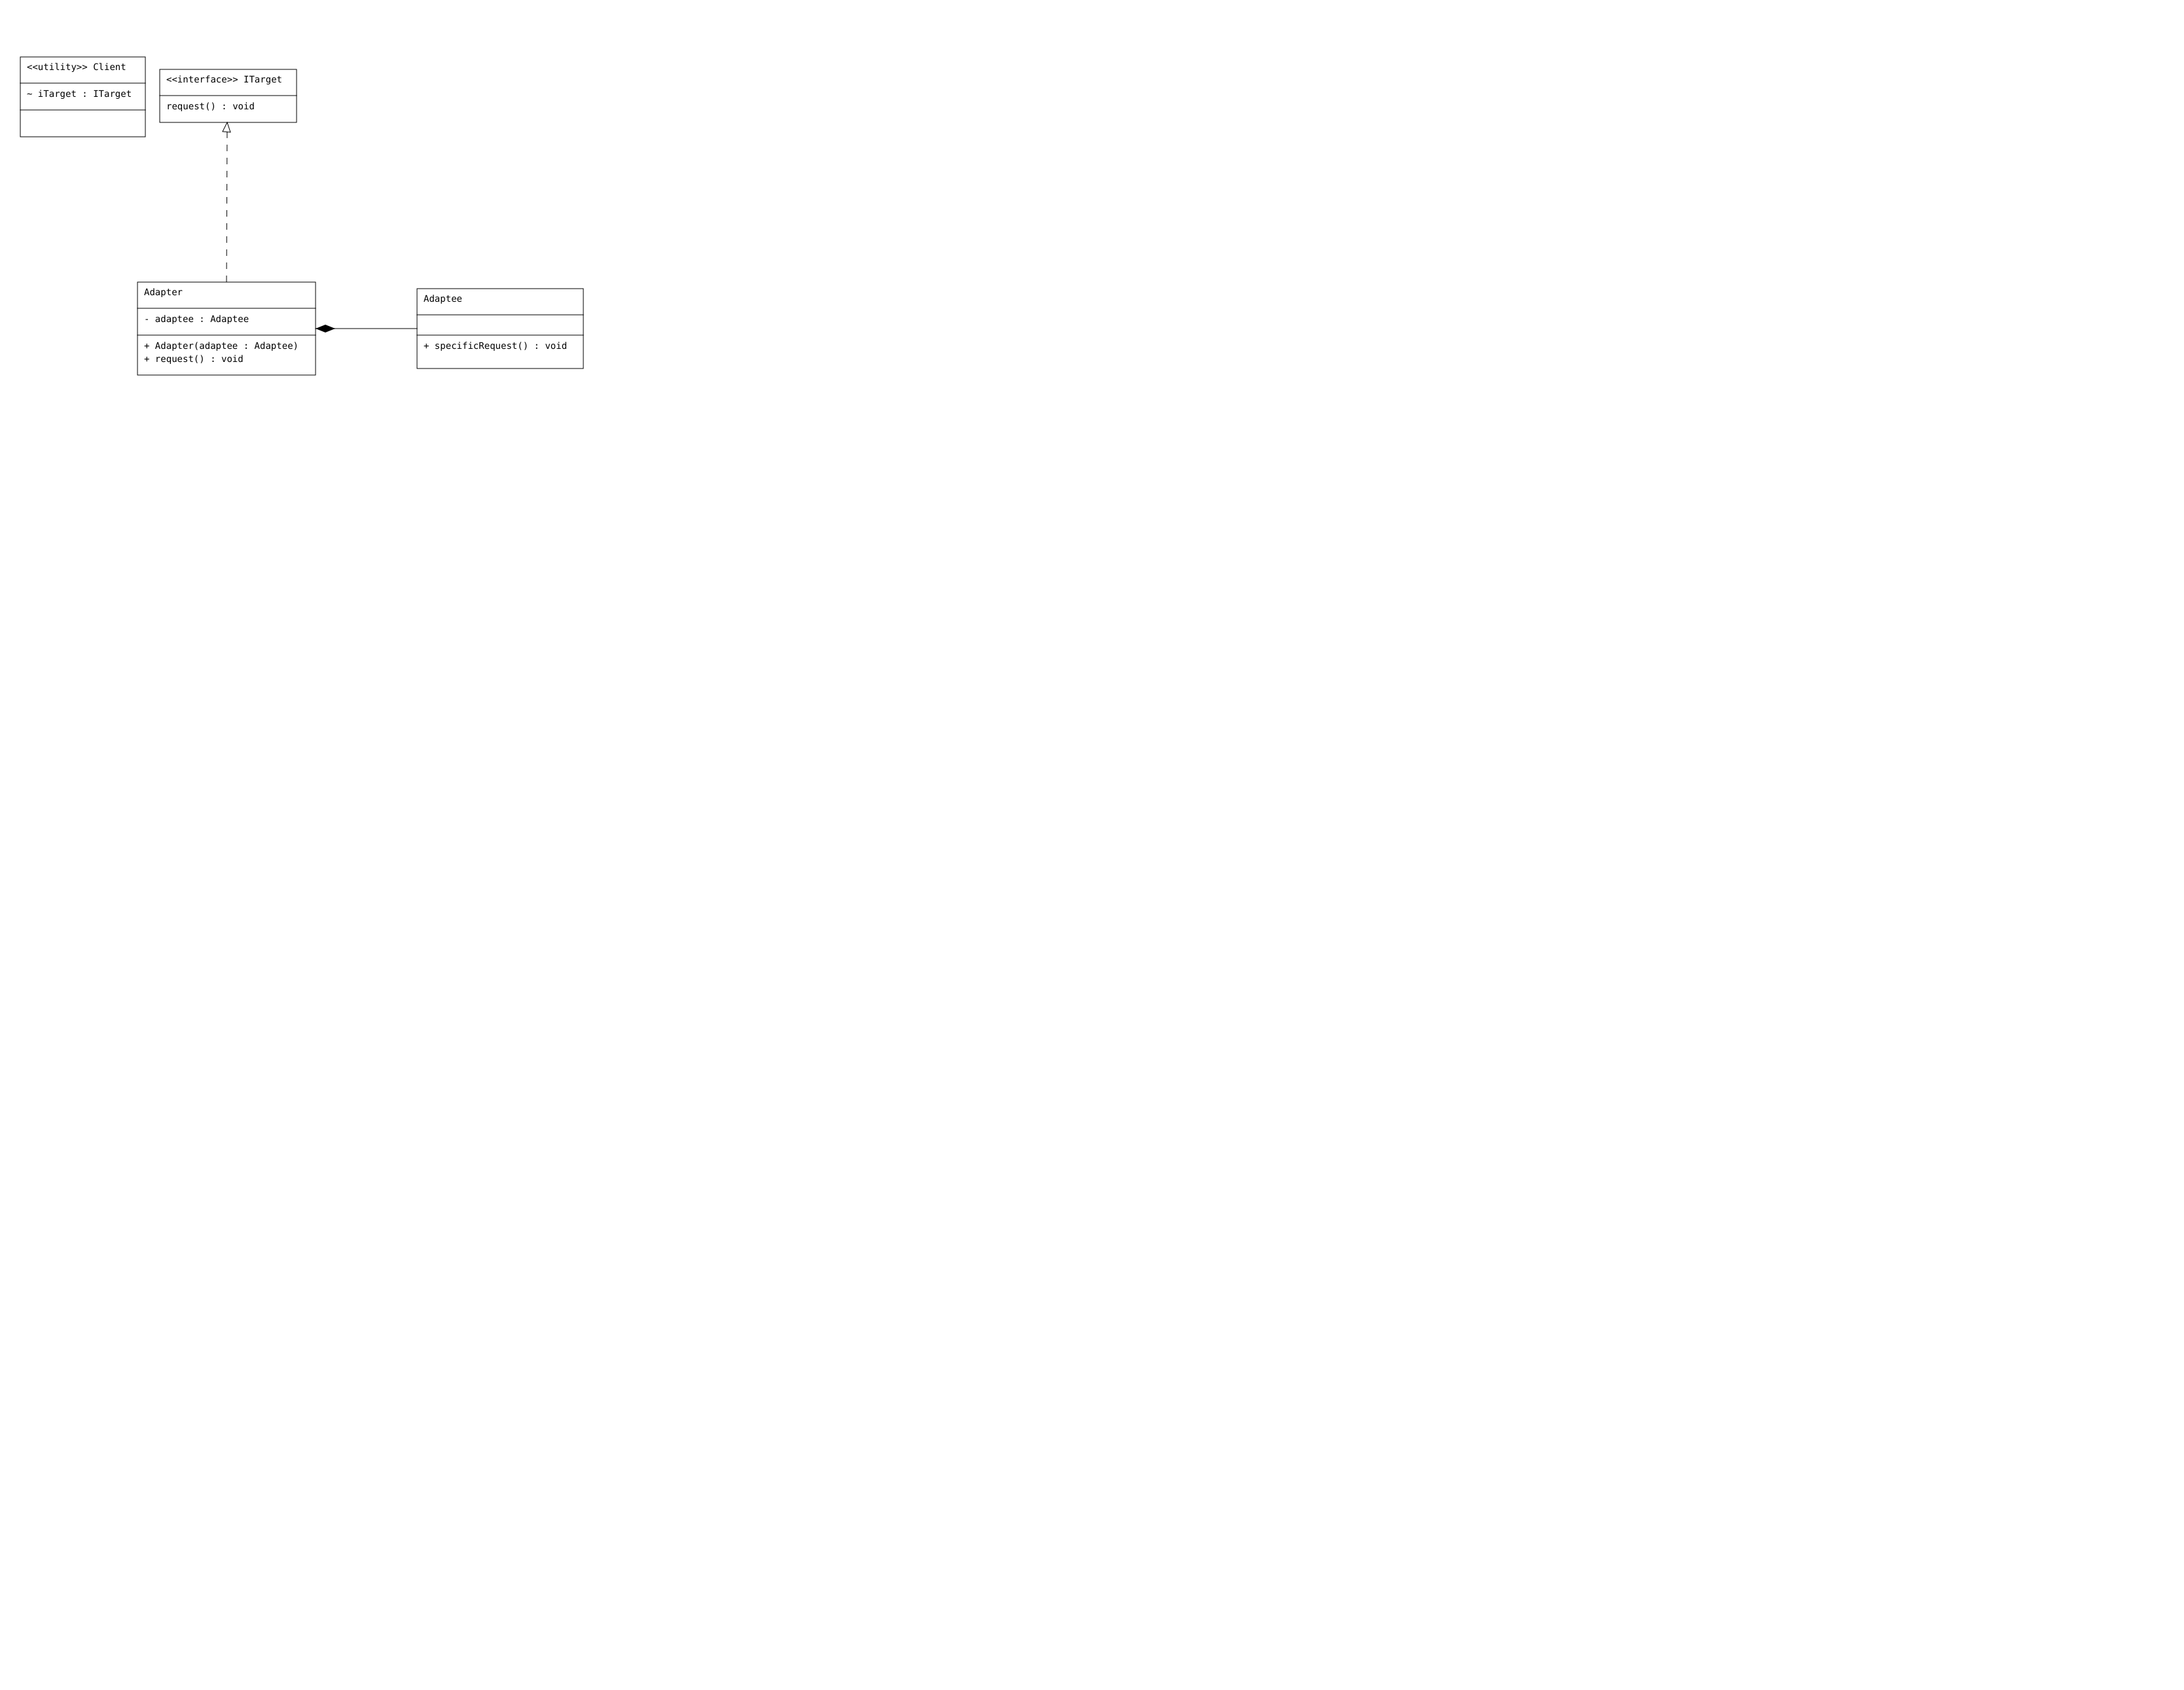 <<utility>> Client
~ iTarget : ITarget
<<interface>> ITarget
request() : void
Adapter
- adaptee : Adaptee
+ Adapter(adaptee : Adaptee)
+ request() : void
Adaptee
+ specificRequest() : void